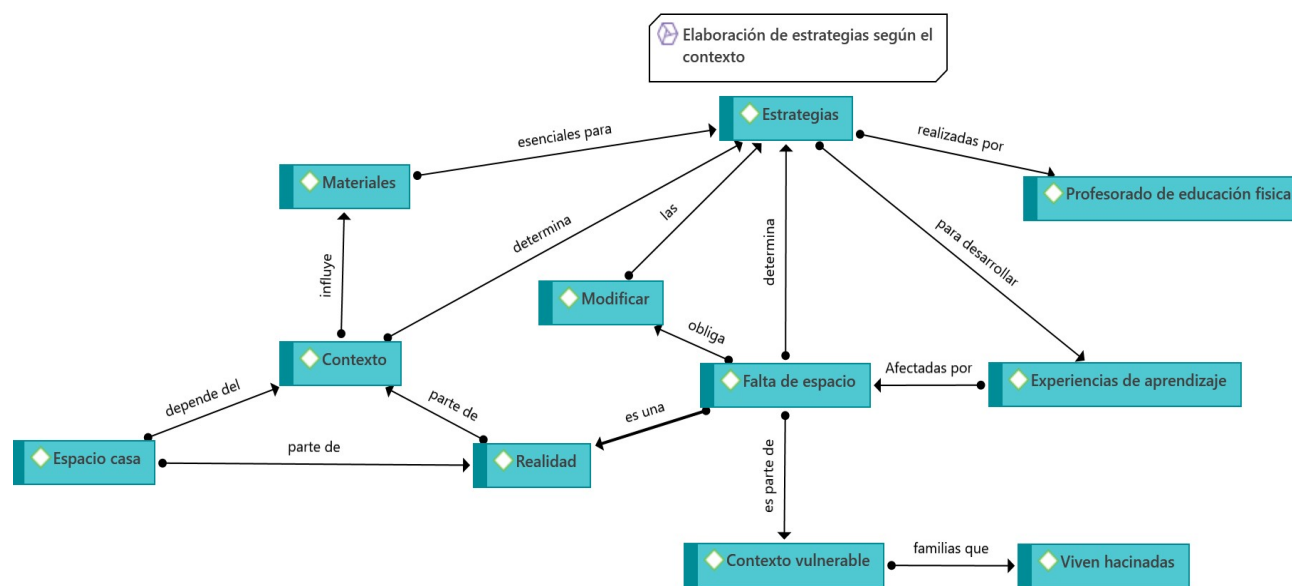 Elaboración de estrategias según el
contexto
Estrategias
esenciales para
realizadas por
Materiales
Profesorado de educación fisica
determina
las
determina
para desarrollar
influye
Modificar
obliga
Contexto
Falta de espacio
Afectadas por
Experiencias de aprendizaje
depende del
parte de
es una
Espacio casa
parte de
Realidad
es parte de
Contexto vulnerable
familias que
Viven hacinadas